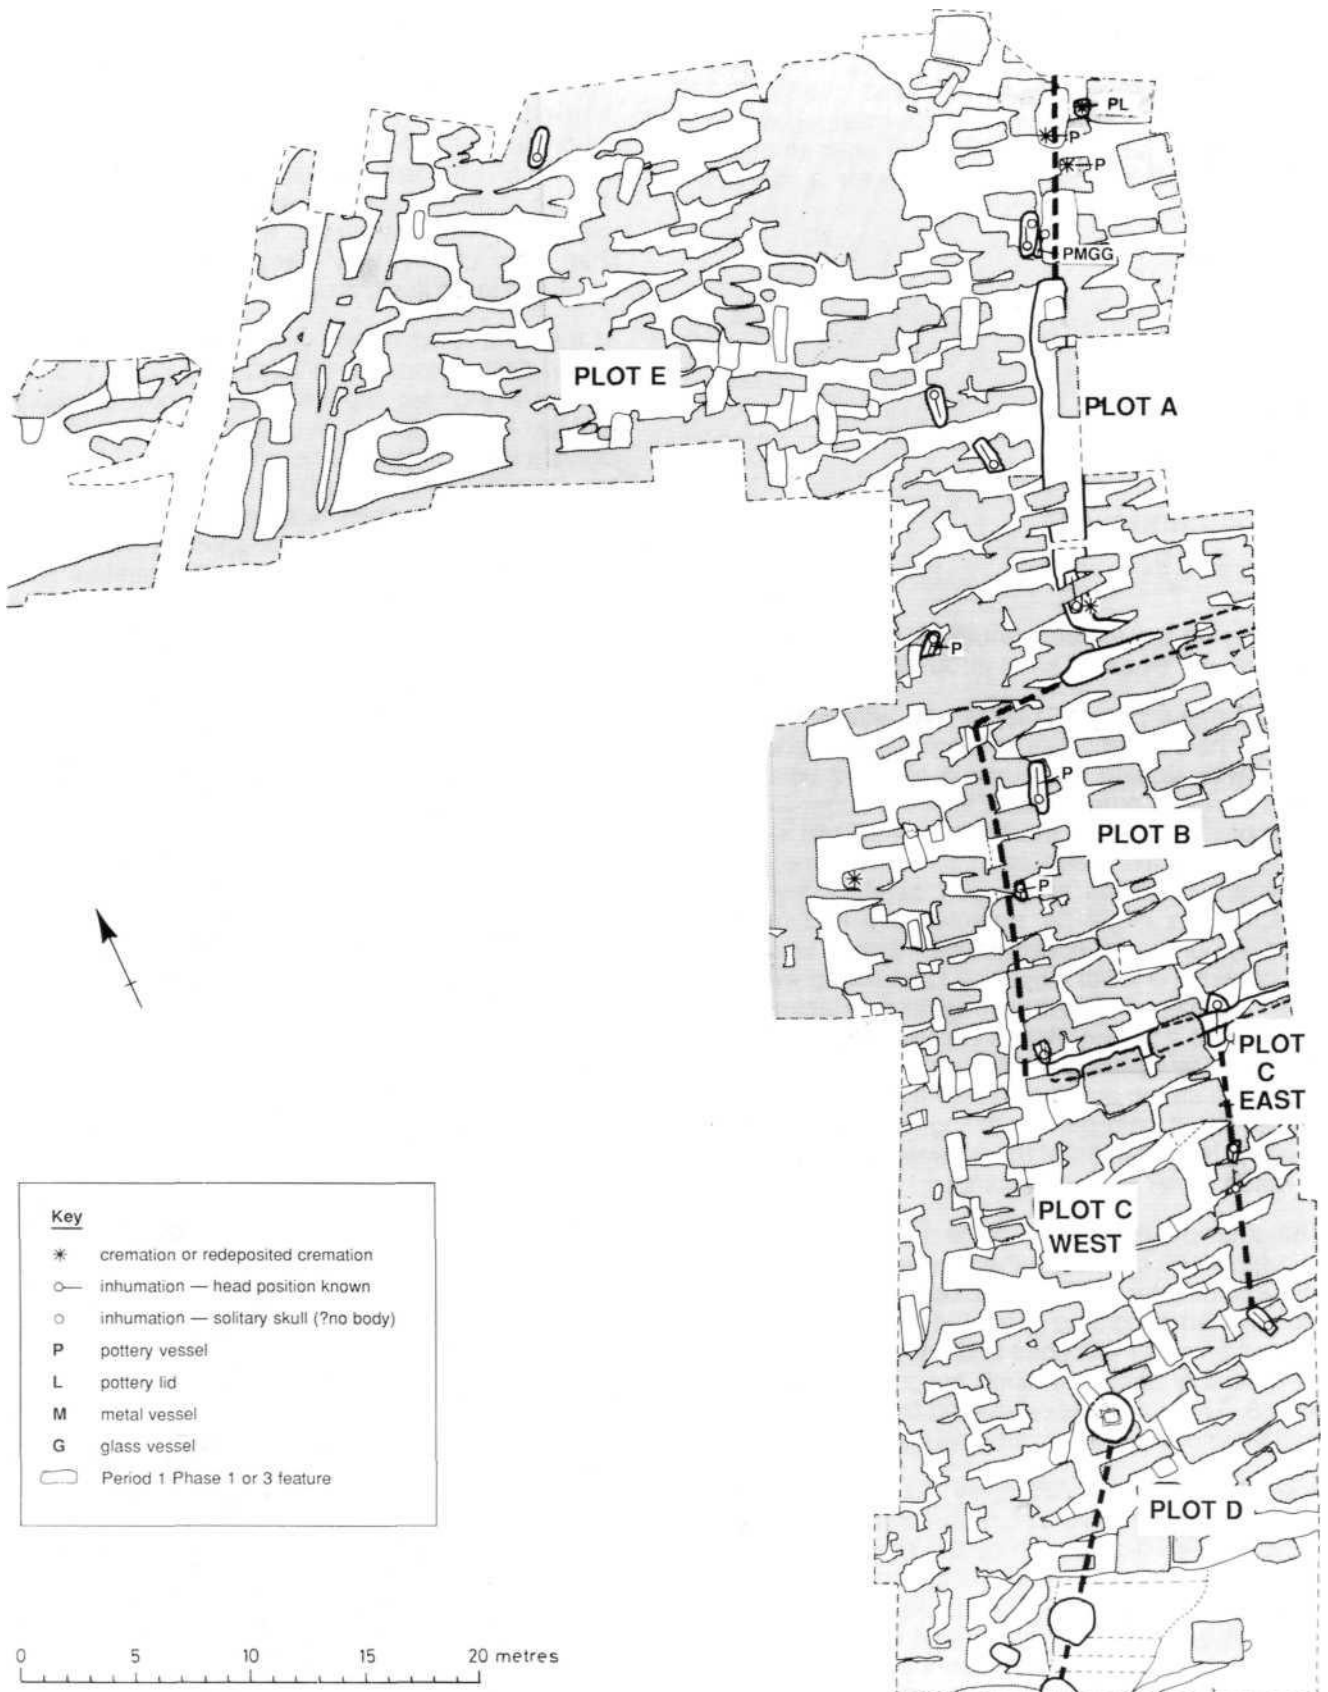 PL
P
P
PMGG
PLOT E
PLOT A
P
P
PLOT B
P
PLOT
C
EAST
PLOT C
WEST
PLOT D
Key
cremation or redeposited cremation
inhumation — head position known
inhumation — solitary skull (?no body)
P pottery vessel
L pottery lid
M metal vessel
G glass vessel
Period 1 Phase 1 or 3 feature
0 5 10 15 20 metres